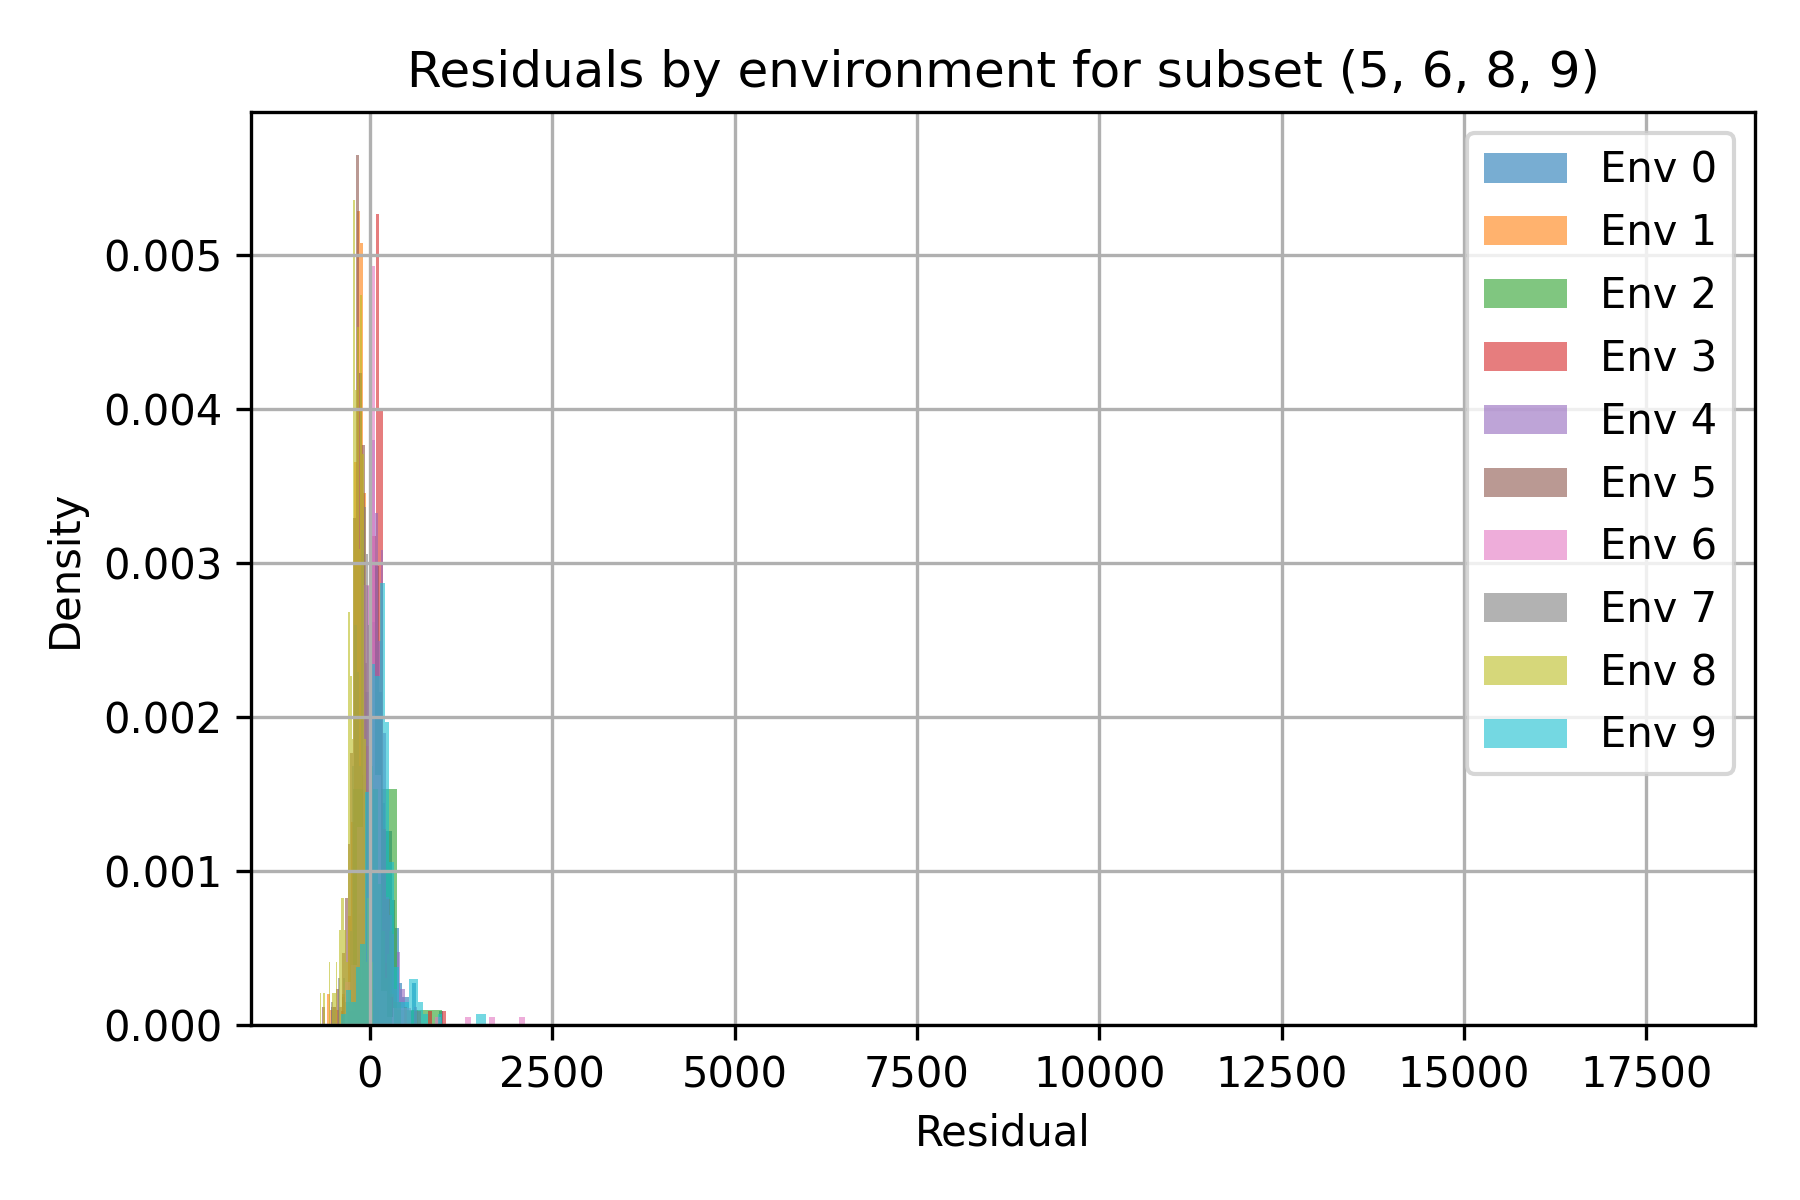 Residuals by environment for subset (5, 6, 8, 9)
Env 0
Env 1
Env 2
Env 3
Env 4
Env 5
Env 6
Env 7
Env 8
Env 9
Density
0.005
0.004
0.003
0.002
0.001
0.000
0 2500 5000 7500 10000 12500 15000 17500
Residual